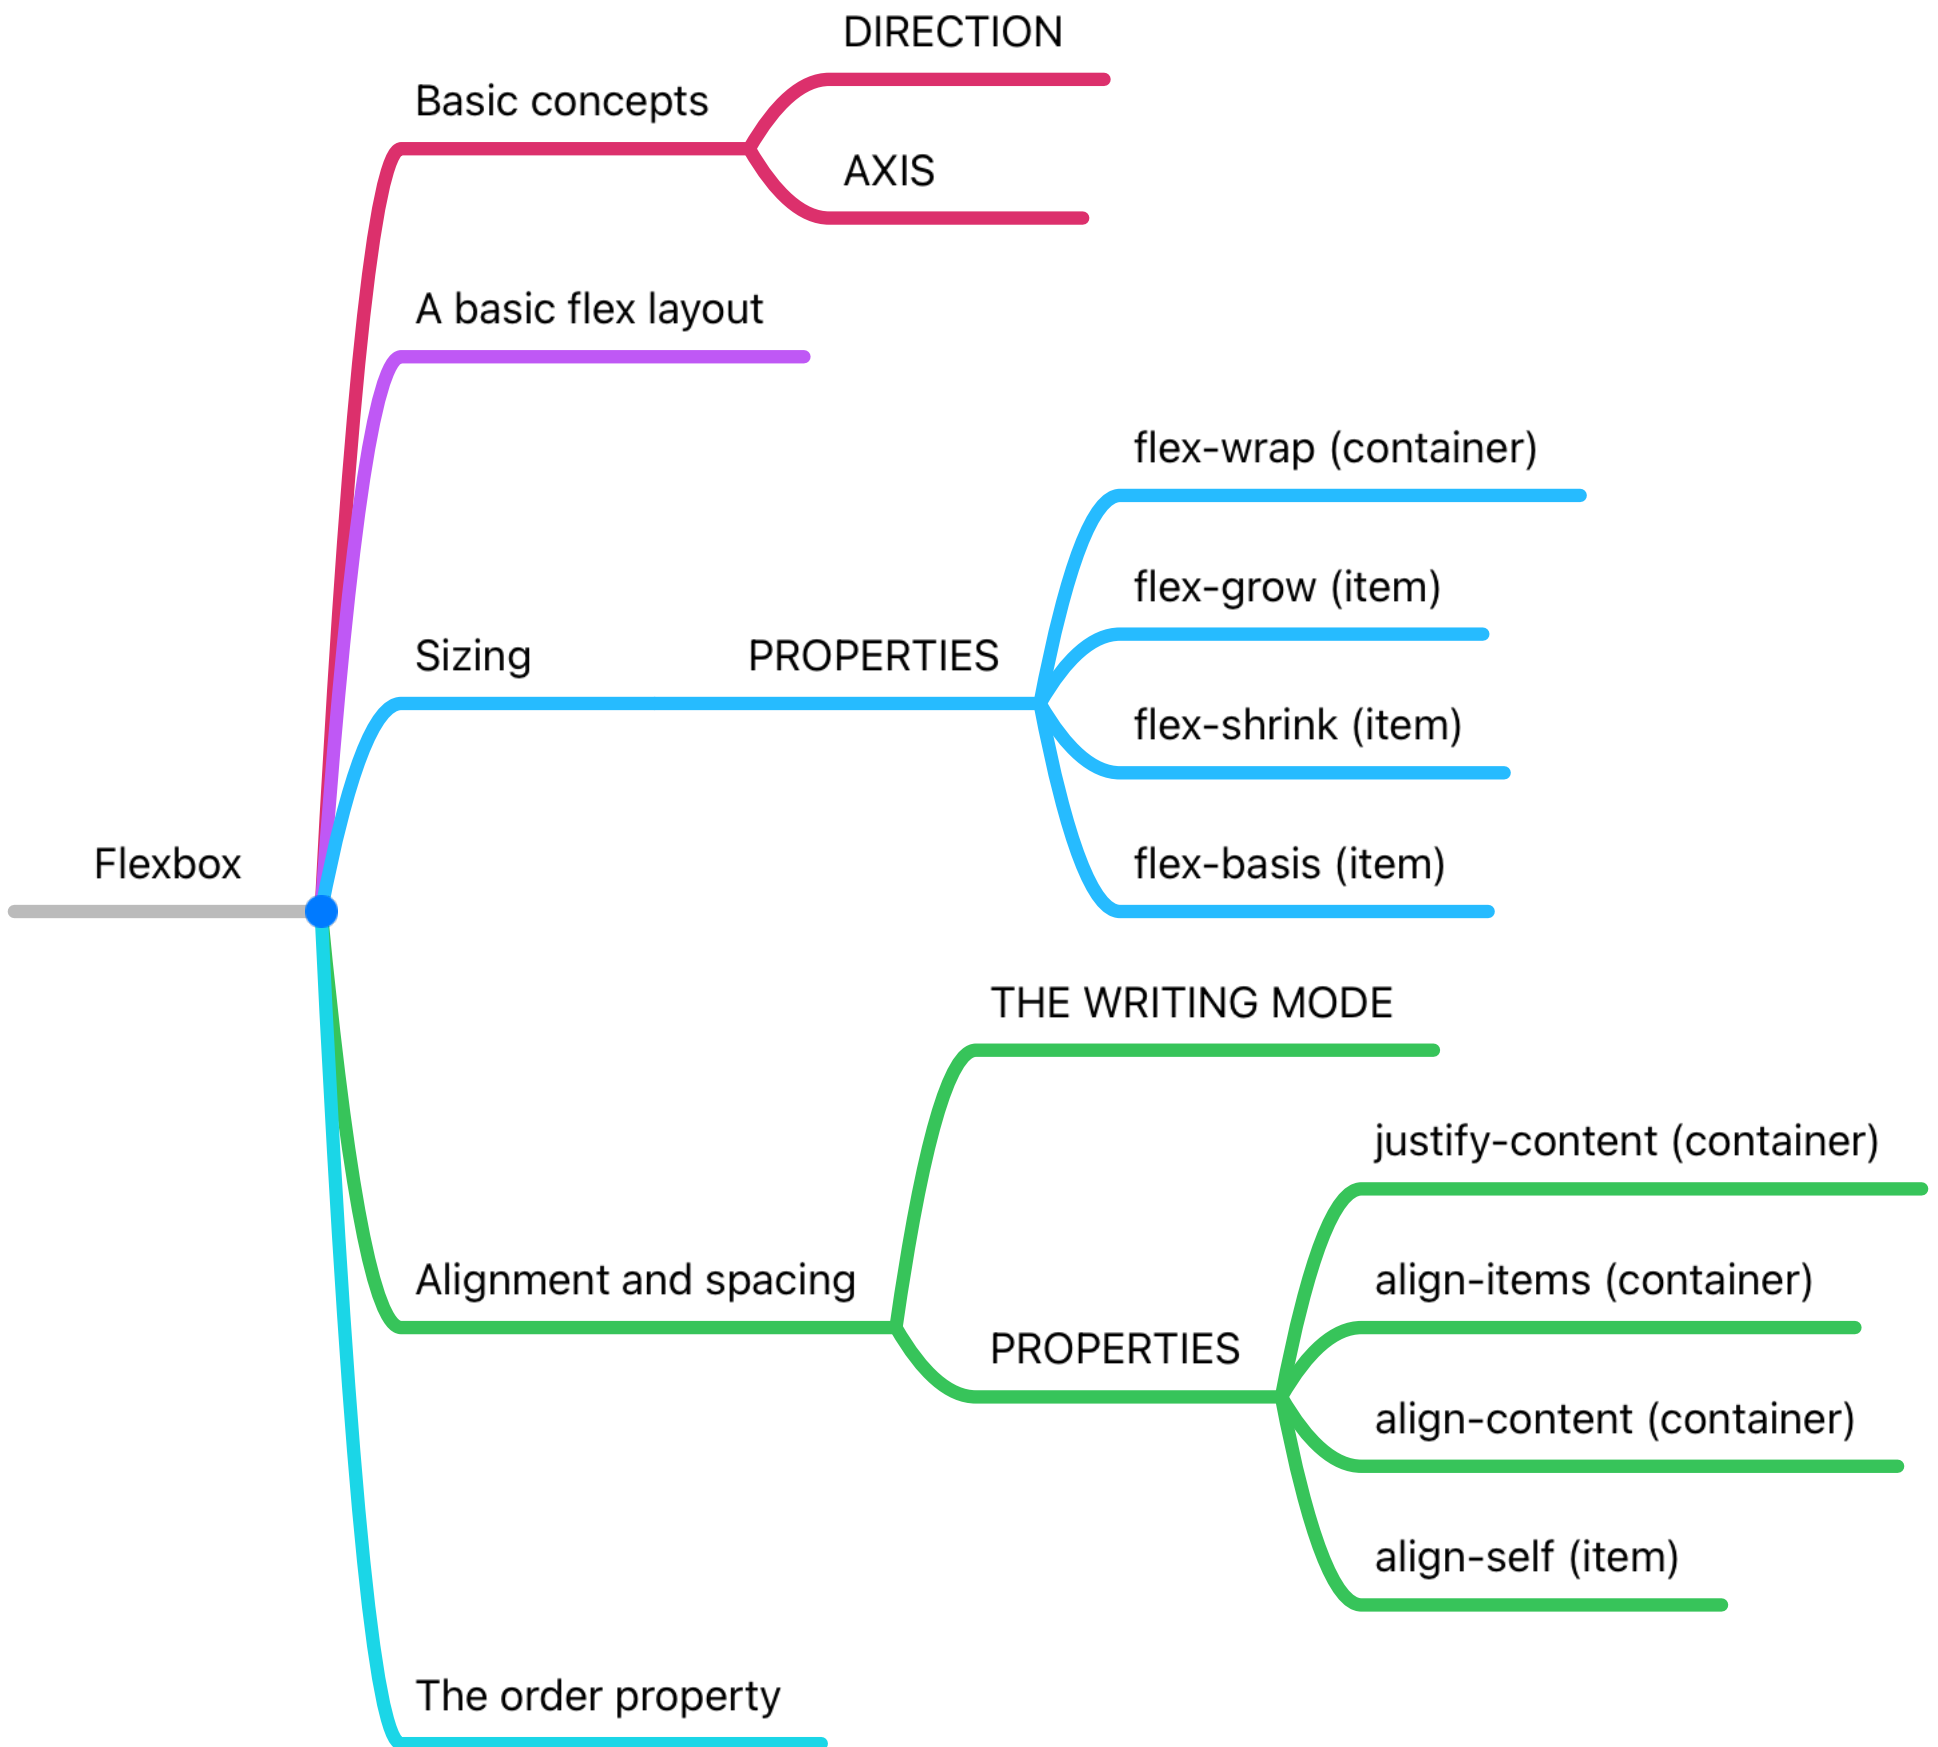 DIRECTION
Basic concepts
AXIS
A basic flex layout
flex-wrap (container)
flex-grow (item)
Sizing
PROPERTIES
flex-shrink (item)
flex-basis (item)
Flexbox
THE WRITING MODE
justify-content (container)
Alignment and spacing
align-items (container)
PROPERTIES
align-content (container)
align-self (item)
The order property